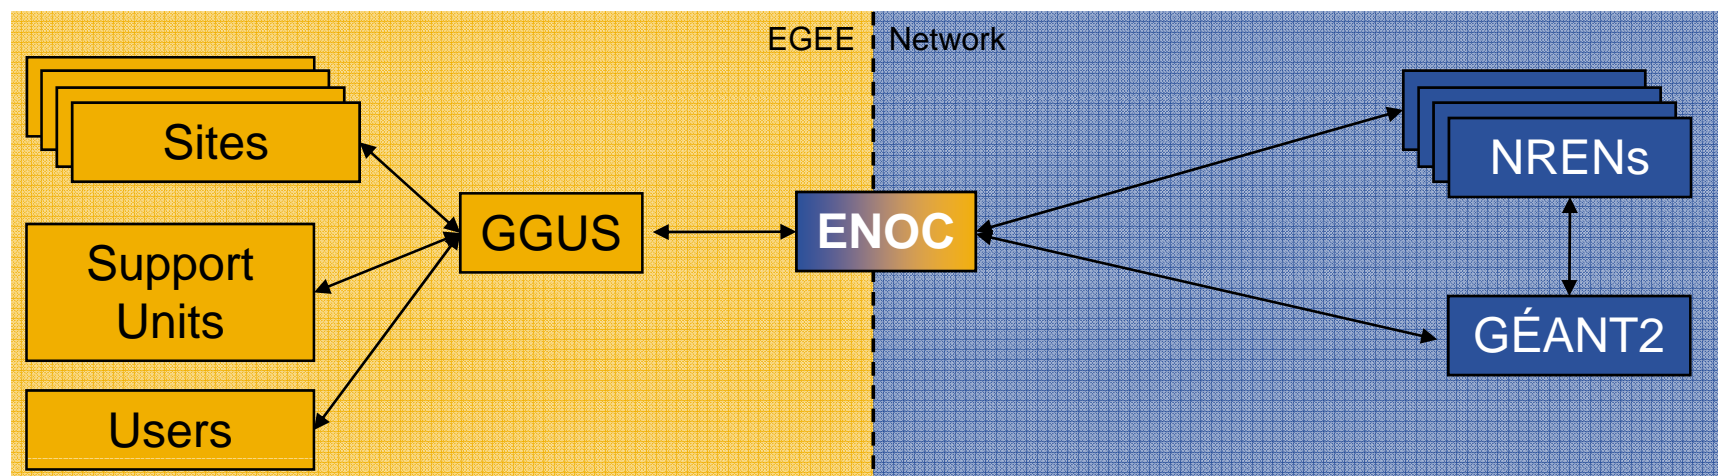 EGEE
Network
Sites
Support
Units
Users
GGUS
ENOC
NRENs
GÉANT2